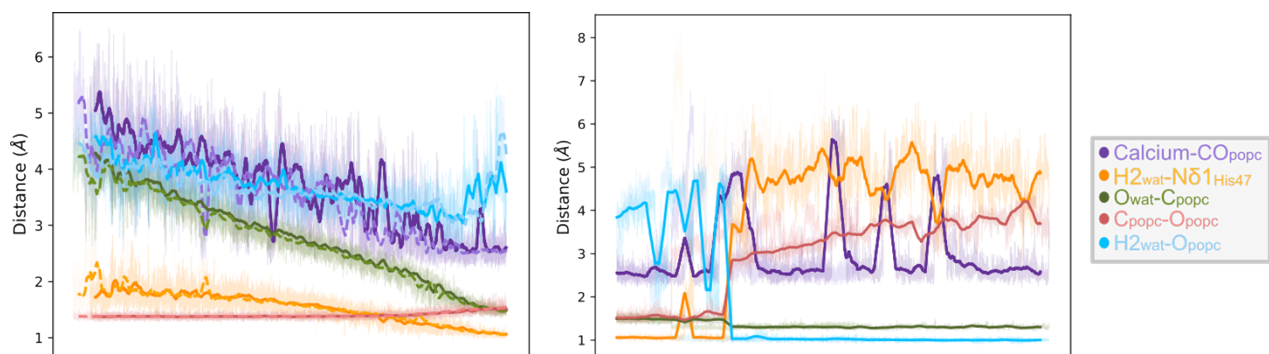 Distance (Å)
6
5
4
3
2
1
Distance (Å)
8
7
6
5
4
3
2
1
Calcium-COpopc
H2wat-Nδ1His47
Owat-Cpopc
Cpopc-Opopc
H2wat-Opopc